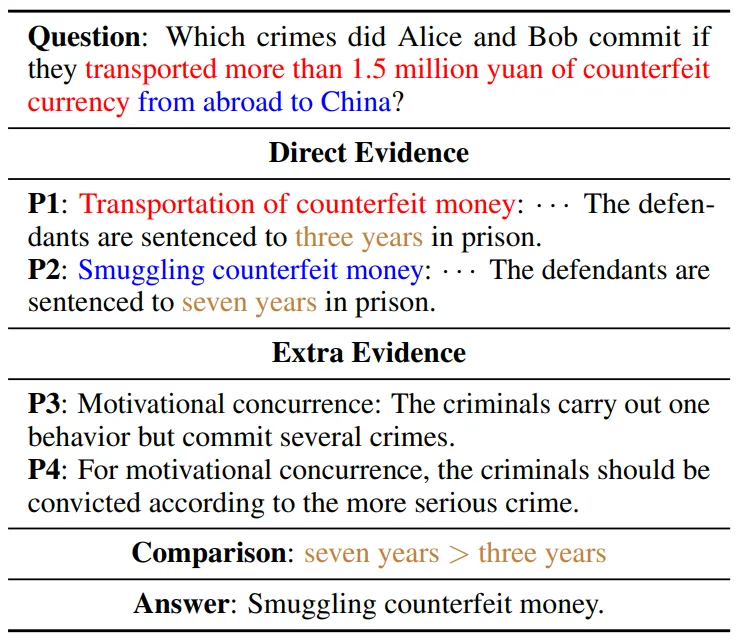 Question: Which crimes did Alice and Bob commit if
they transported more than 1.5 million yuan of counterfeit
currency from abroad to China?
Direct Evidence
P1: Transportation of counterfeit money: ··· The defen-
dants are sentenced to three years in prison.
P2: Smuggling counterfeit money: ··· The defendants are
sentenced to seven years in prison.
Extra Evidence
P3: Motivational concurrence: The criminals carry out one
behavior but commit several crimes.
P4: For motivational concurrence, the criminals should be
convicted according to the more serious crime.
Comparison: seven years > three years
Answer: Smuggling counterfeit money.